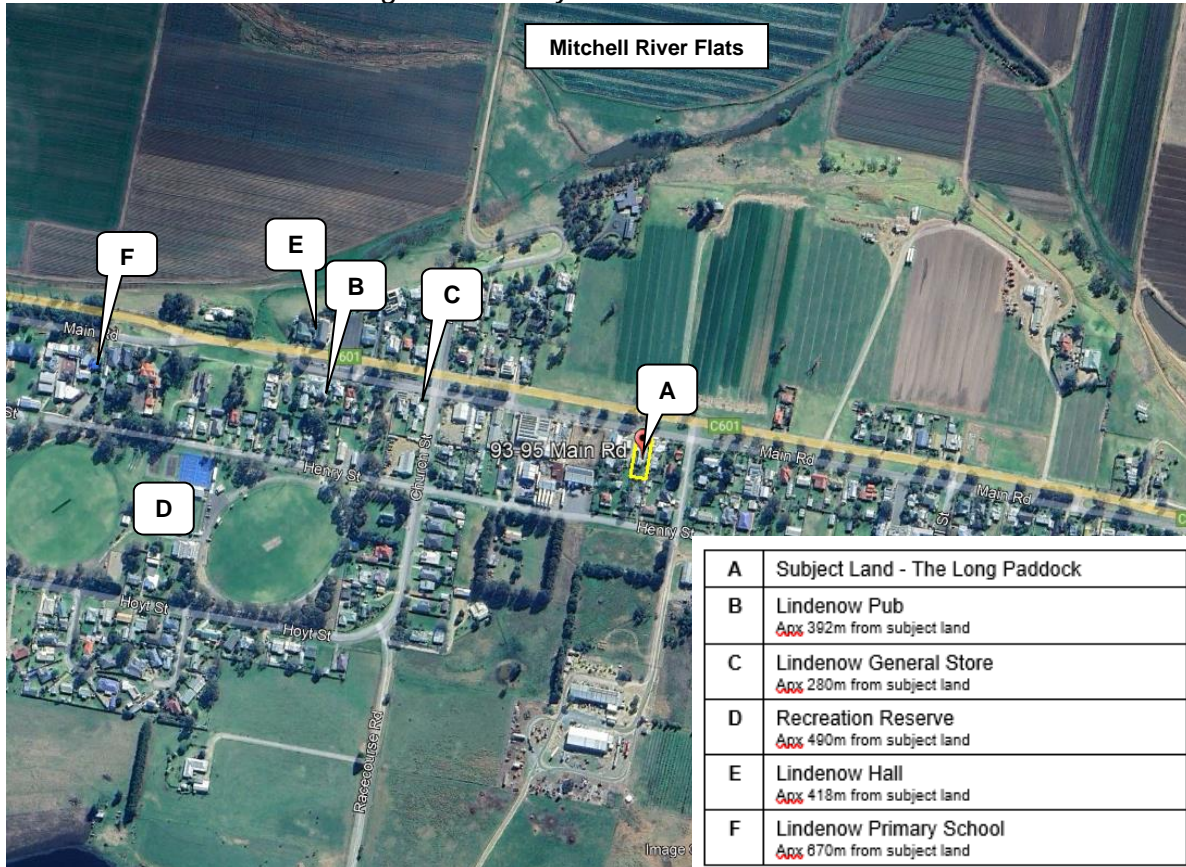 Mitchell River Flats
F
E
B
C
A
D
Main Rd
C601
93-95 Main Rd
C601
Main Rd
Main Rd
Henry St
Church St
Henry St
St
St
Hoyt St
Hoyt St
Racecourse Rd
Image
A Subject Land - The Long Paddock
B Lindenow Pub
Apx 392m from subject land
C Lindenow General Store
Apx 280m from subject land
D Recreation Reserve
Apx 490m from subject land
E Lindenow Hall
Apx 418m from subject land
F Lindenow Primary School
Apx 670m from subject land